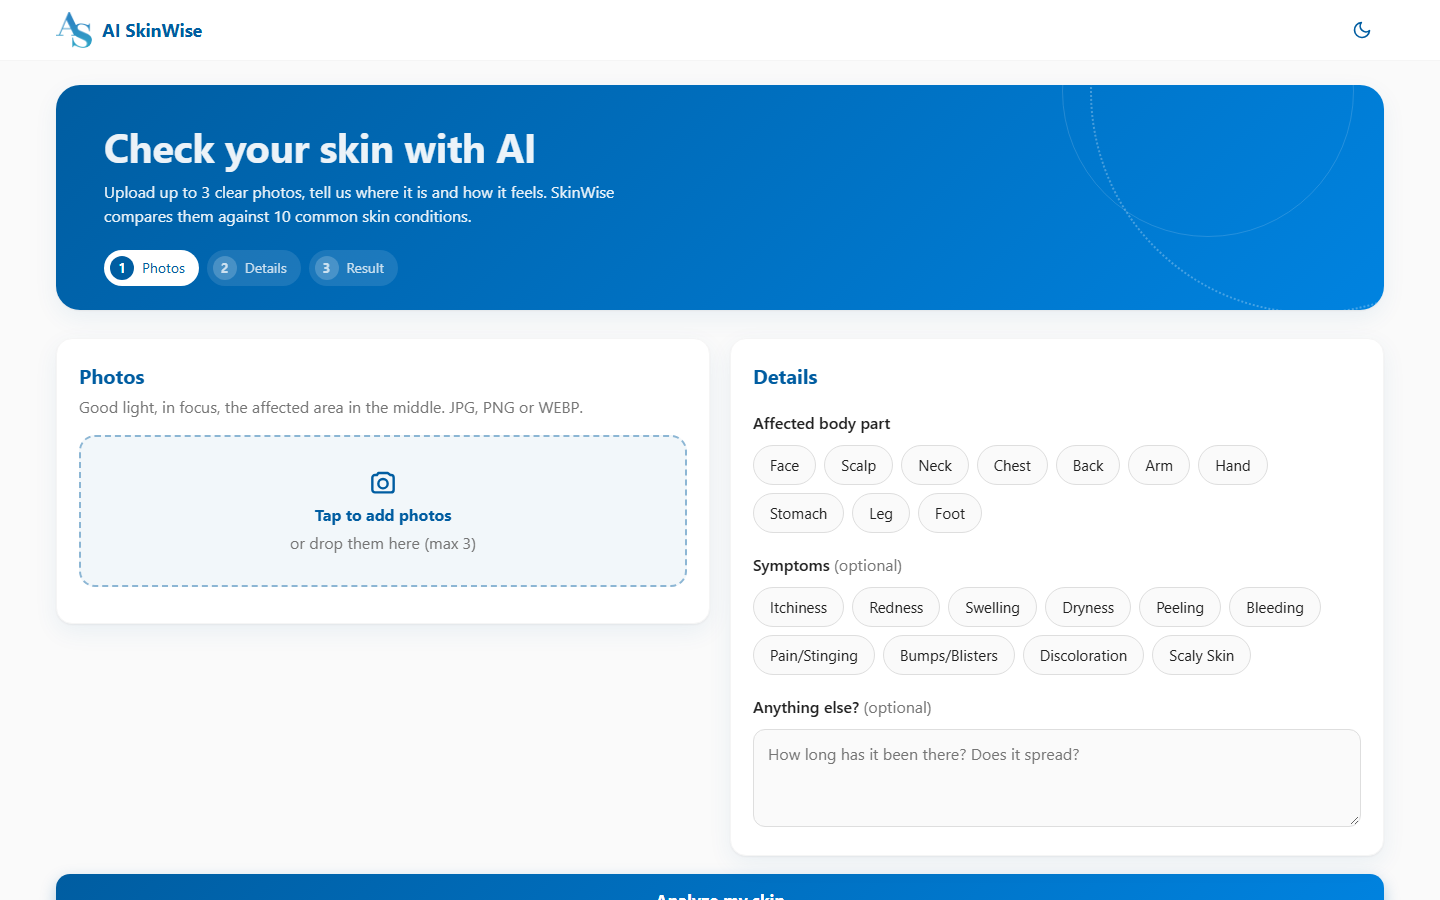 AS AI SkinWise
Check your skin with AI
Upload up to 3 clear photos, tell us where it is and how it feels. SkinWise
compares them against 10 common skin conditions.
1 Photos 2 Details 3 Result
Photos
Good light, in focus, the affected area in the middle. JPG, PNG or WEBP.
Tap to add photos
or drop them here (max 3)
Details
Affected body part
Face Scalp Neck Chest Back Arm Hand
Stomach Leg Foot
Symptoms (optional)
Itchiness Redness Swelling Dryness Peeling Bleeding
Pain/Stinging Bumps/Blisters Discoloration Scaly Skin
Anything else? (optional)
How long has it been there? Does it spread?
Analyze my skin